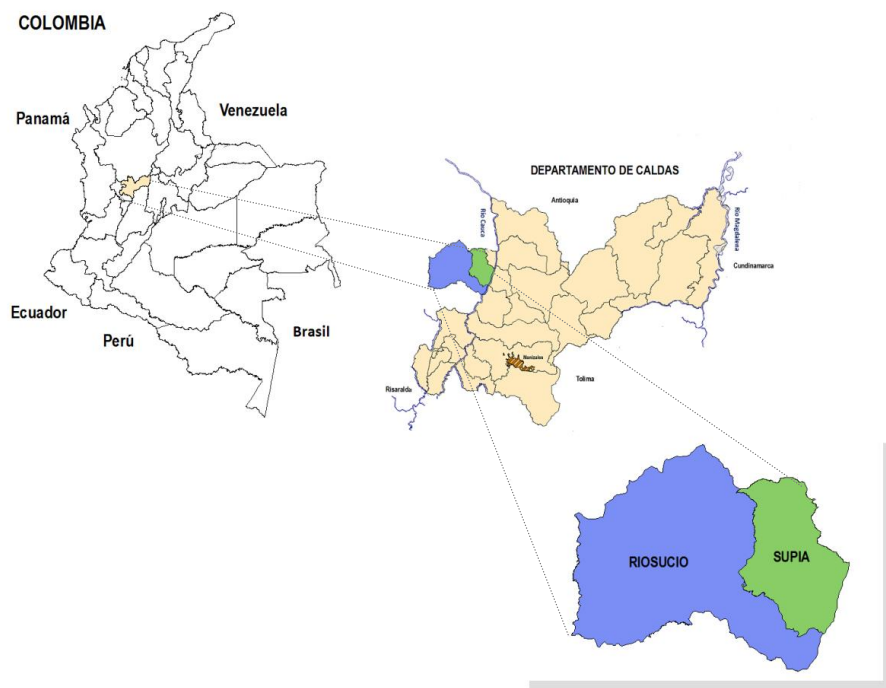 COLOMBIA
Panamá
Venezuela
Ecuador
Perú
Brasil
DEPARTAMENTO DE CALDAS
Antioquia
Río Cauca
Río Magdalena
Cundinamarca
Manizales
Tolima
Risaralda
RIOSUCIO
SUPIA